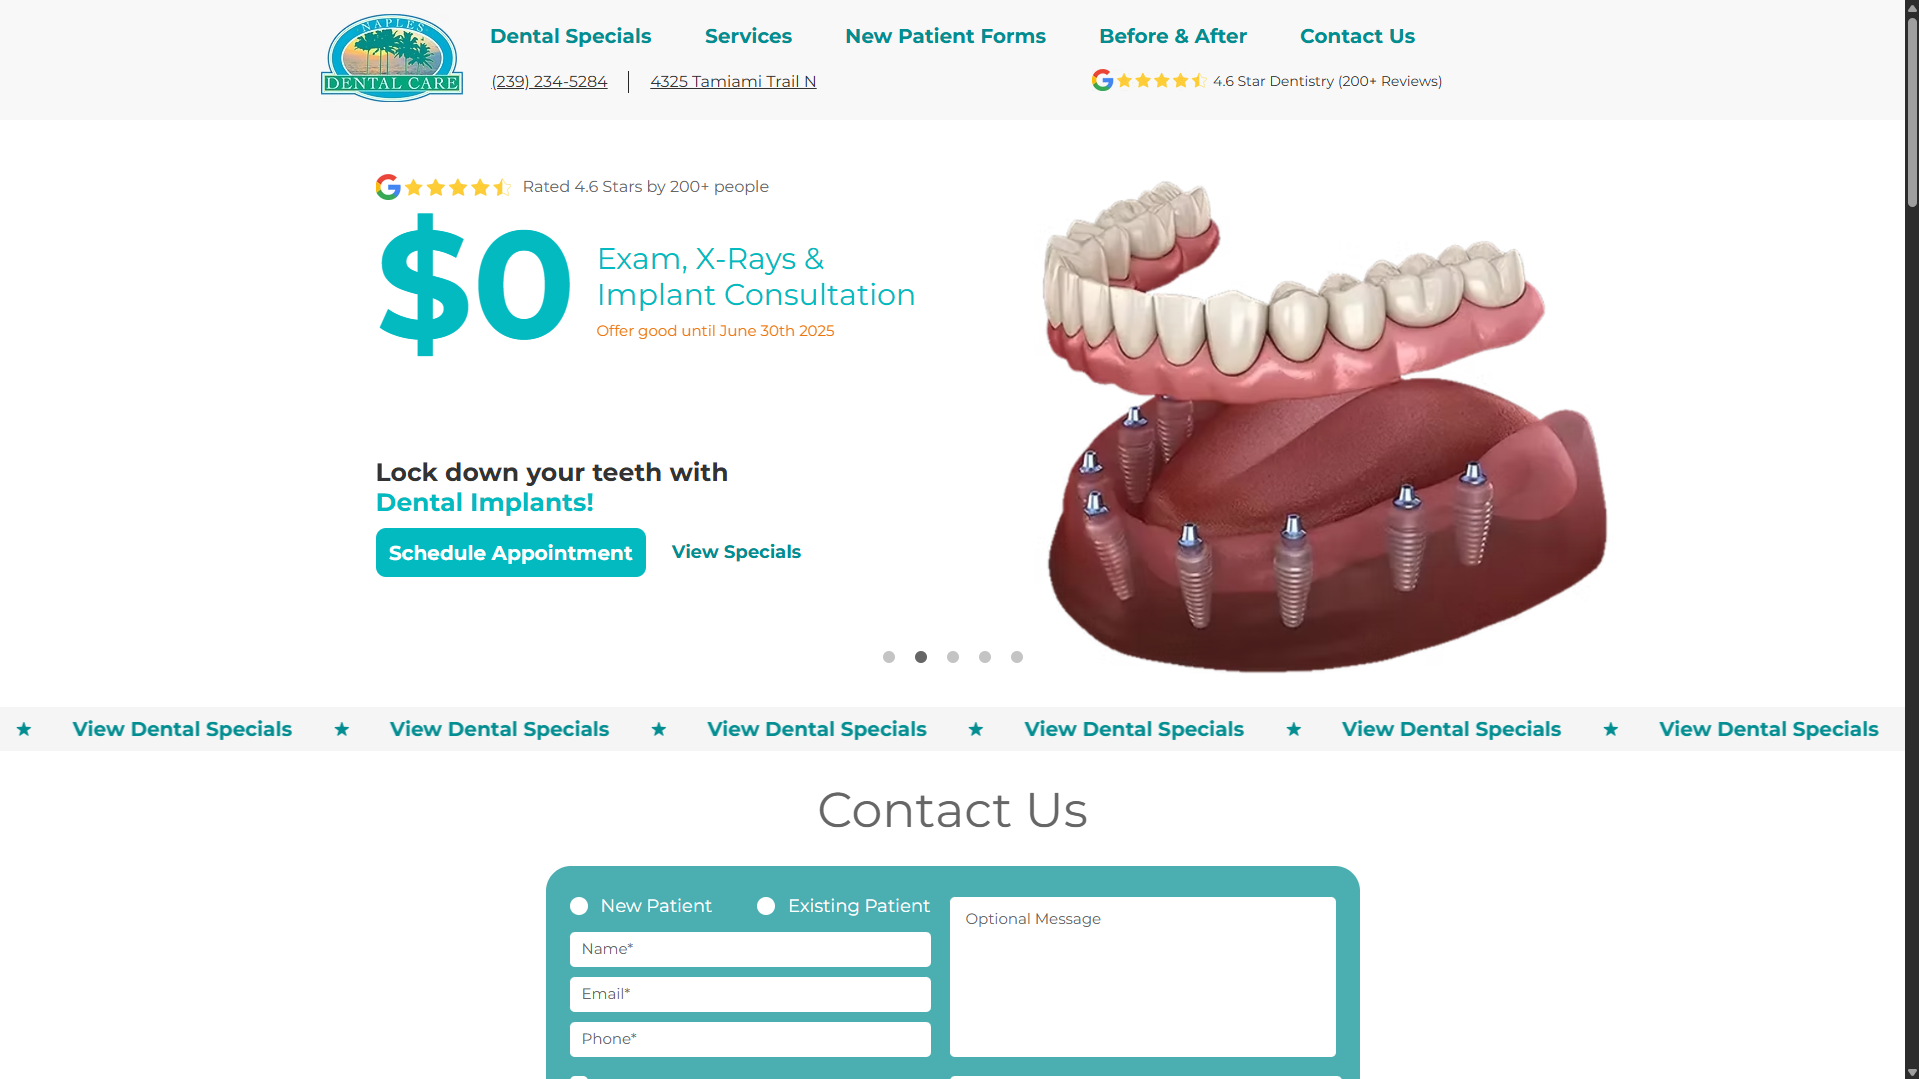 NAPLES
DENTAL CARE
Dental Specials
Services
New Patient Forms
Before & After
Contact Us
(239) 234-5284
4325 Tamiami Trail N
4.6 Star Dentistry (200+ Reviews)
Rated 4.6 Stars by 200+ people
$0
Exam, X-Rays &
Implant Consultation
Offer good until June 30th 2025
Lock down your teeth with
Dental Implants!
Schedule Appointment
View Specials
View Dental Specials
View Dental Specials
View Dental Specials
View Dental Specials
View Dental Specials
View Dental Specials
Contact Us
New Patient
Existing Patient
Optional Message
Name*
Email*
Phone*